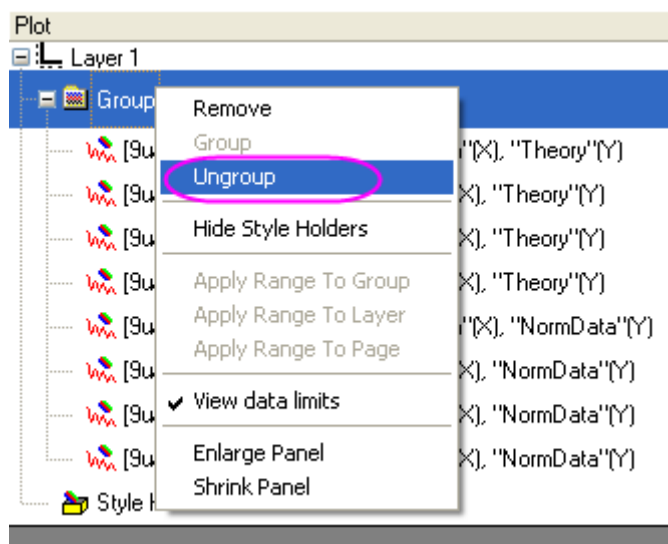 Plot
Layer 1
Group
Remove
Group
[9u "(X), "Theory"(Y)
Ungroup
[9u X), "Theory"(Y)
Hide Style Holders
[9u X), "Theory"(Y)
Apply Range To Group
[9u X), "Theory"(Y)
Apply Range To Layer
[9u "(X), "NormData"(Y)
Apply Range To Page
[9u X), "NormData"(Y)
View data limits
[9u X), "NormData"(Y)
Enlarge Panel
[9u X), "NormData"(Y)
Shrink Panel
Style